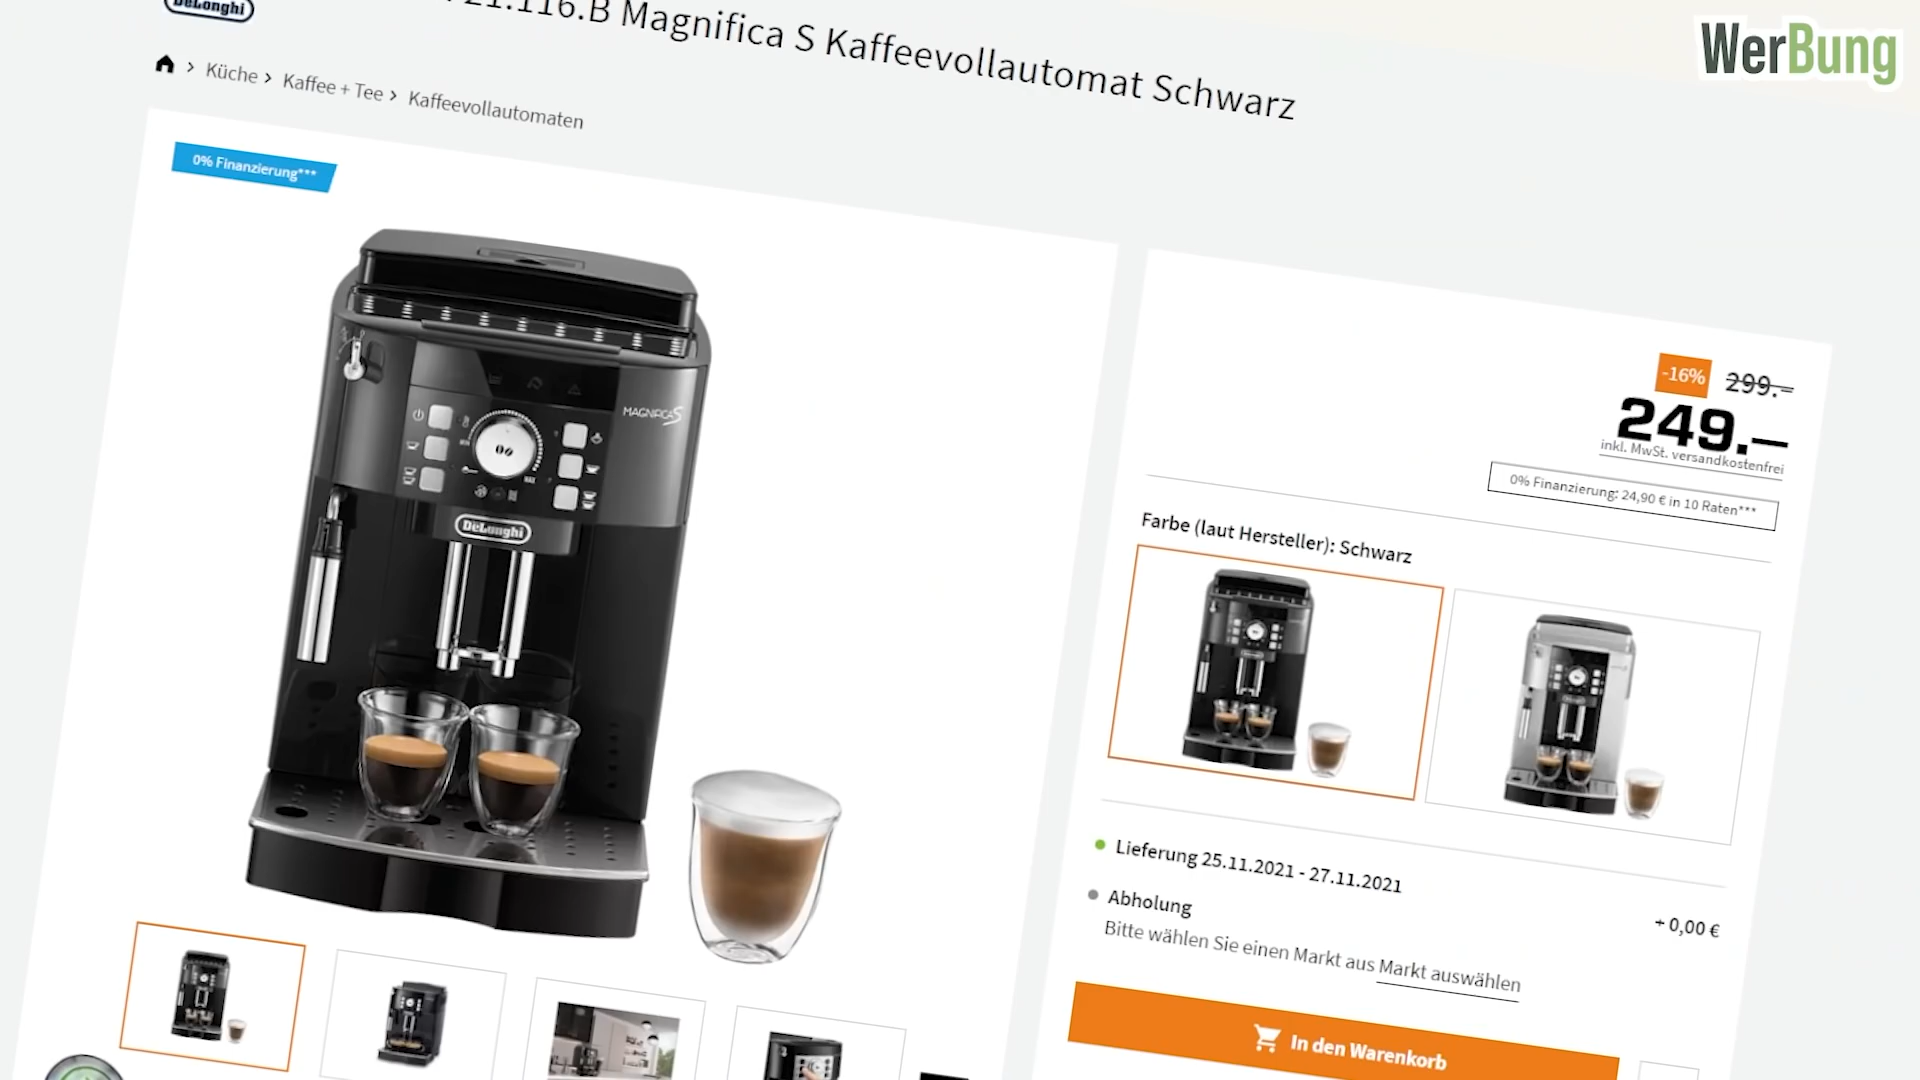 DeLonghi
21.116.B Magnifica S Kaffeevollautomat Schwarz
WerBung
> Küche > Kaffee + Tee > Kaffeevollautomaten
0% Finanzierung***
MAGNIFICA S
MIN
MAX
DeLonghi
-16% 299.–
249.–
inkl. MwSt. versandkostenfrei
0% Finanzierung: 24,90 € in 10 Raten***
Farbe (laut Hersteller): Schwarz
Lieferung 25.11.2021 - 27.11.2021
+ 0,00 €
Abholung
Bitte wählen Sie einen Markt aus Markt auswählen
In den Warenkorb